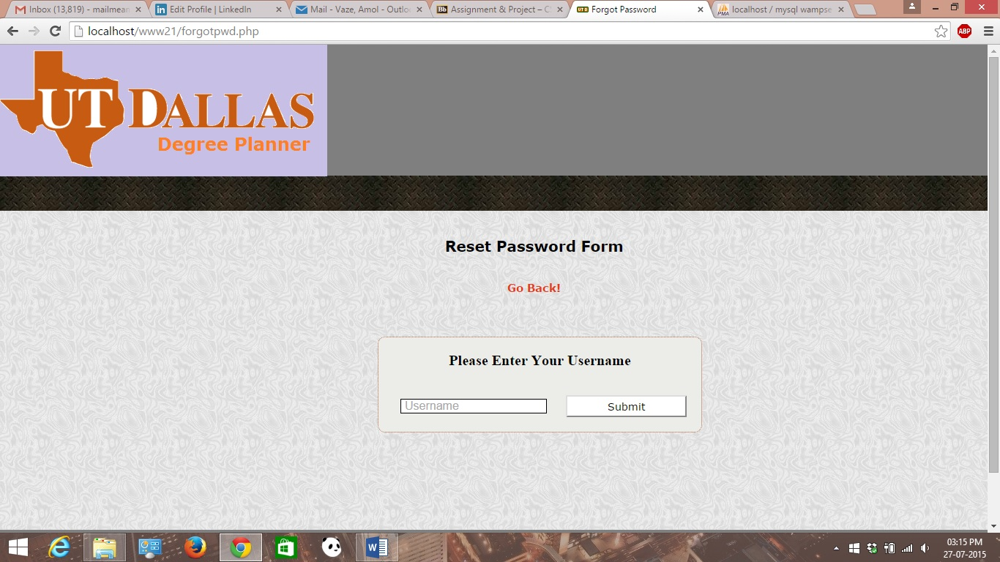 Inbox (13,819) - mailmean
Edit Profile | LinkedIn
Mail - Vaze, Amol - Outlo
Assignment & Project – C
Forgot Password
localhost / mysql wampse
localhost/www21/forgotpwd.php
ABP
UT DALLAS
Degree Planner
Reset Password Form
Go Back!
Please Enter Your Username
Username
Submit
03:15 PM
27-07-2015